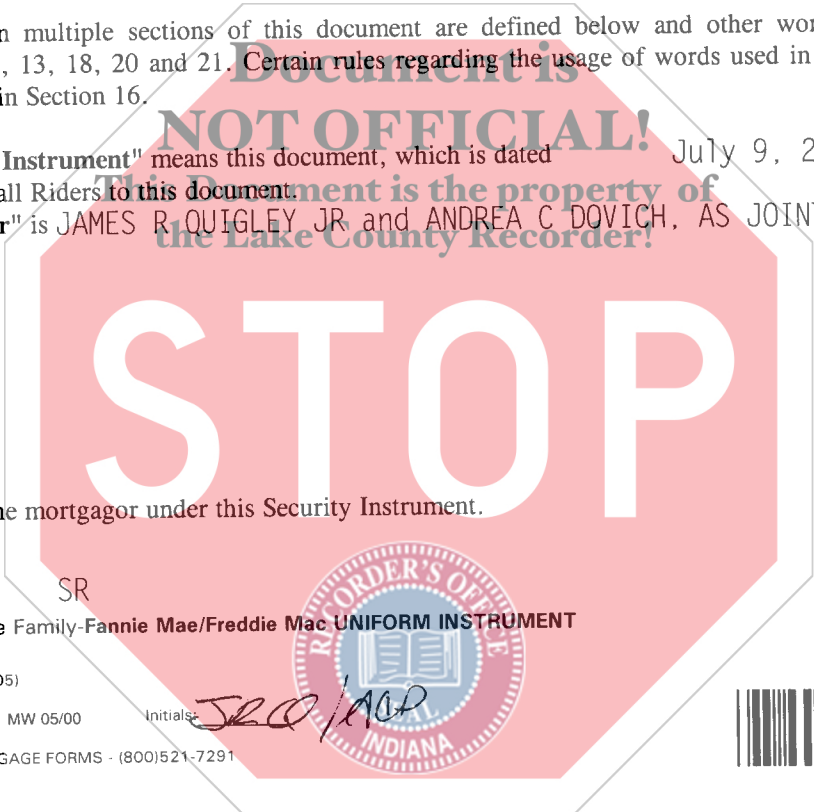 n multiple sections of this document are defined below and other wor
, 13, 18, 20 and 21. Certain rules regarding the usage of words used in
in Section 16.
Document is
NOT OFFICIAL!
This Document is the property of
the Lake County Recorder!
Instrument" means this document, which is dated July 9, 2
all Riders to this document.
r" is JAMES R QUIGLEY JR and ANDREA C DOVICH, AS JOIN
STOP
he mortgagor under this Security Instrument.
SR
e Family-Fannie Mae/Freddie Mac UNIFORM INSTRUMENT
RECORDER'S OFFICE
SEAL
INDIANA
05)
MW 05/00 Initials: JRQ / ACD
GAGE FORMS - (800)521-7291